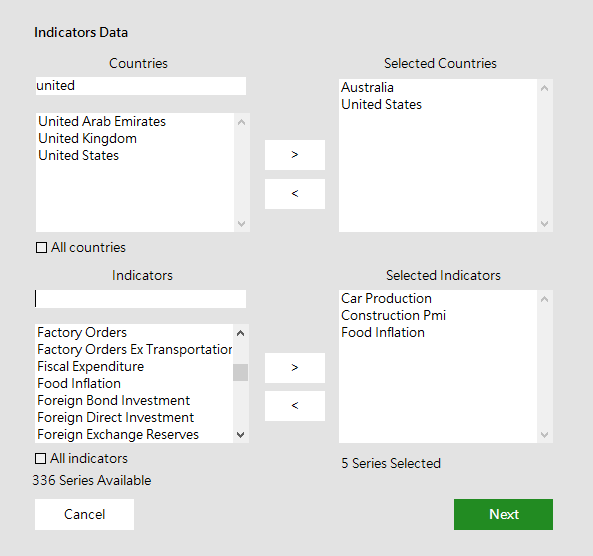 Indicators Data
Countries
united
United Arab Emirates
United Kingdom
United States
All countries
>
<
Selected Countries
Australia
United States
Indicators
Factory Orders
Factory Orders Ex Transportation
Fiscal Expenditure
Food Inflation
Foreign Bond Investment
Foreign Direct Investment
Foreign Exchange Reserves
All indicators
336 Series Available
>
<
Selected Indicators
Car Production
Construction Pmi
Food Inflation
5 Series Selected
Cancel
Next